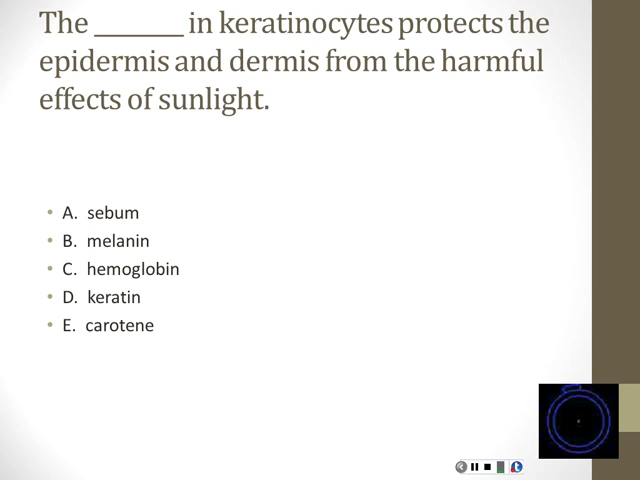 The ________ in keratinocytes protects the
epidermis and dermis from the harmful
effects of sunlight.
• A. sebum
• B. melanin
• C. hemoglobin
• D. keratin
• E. carotene